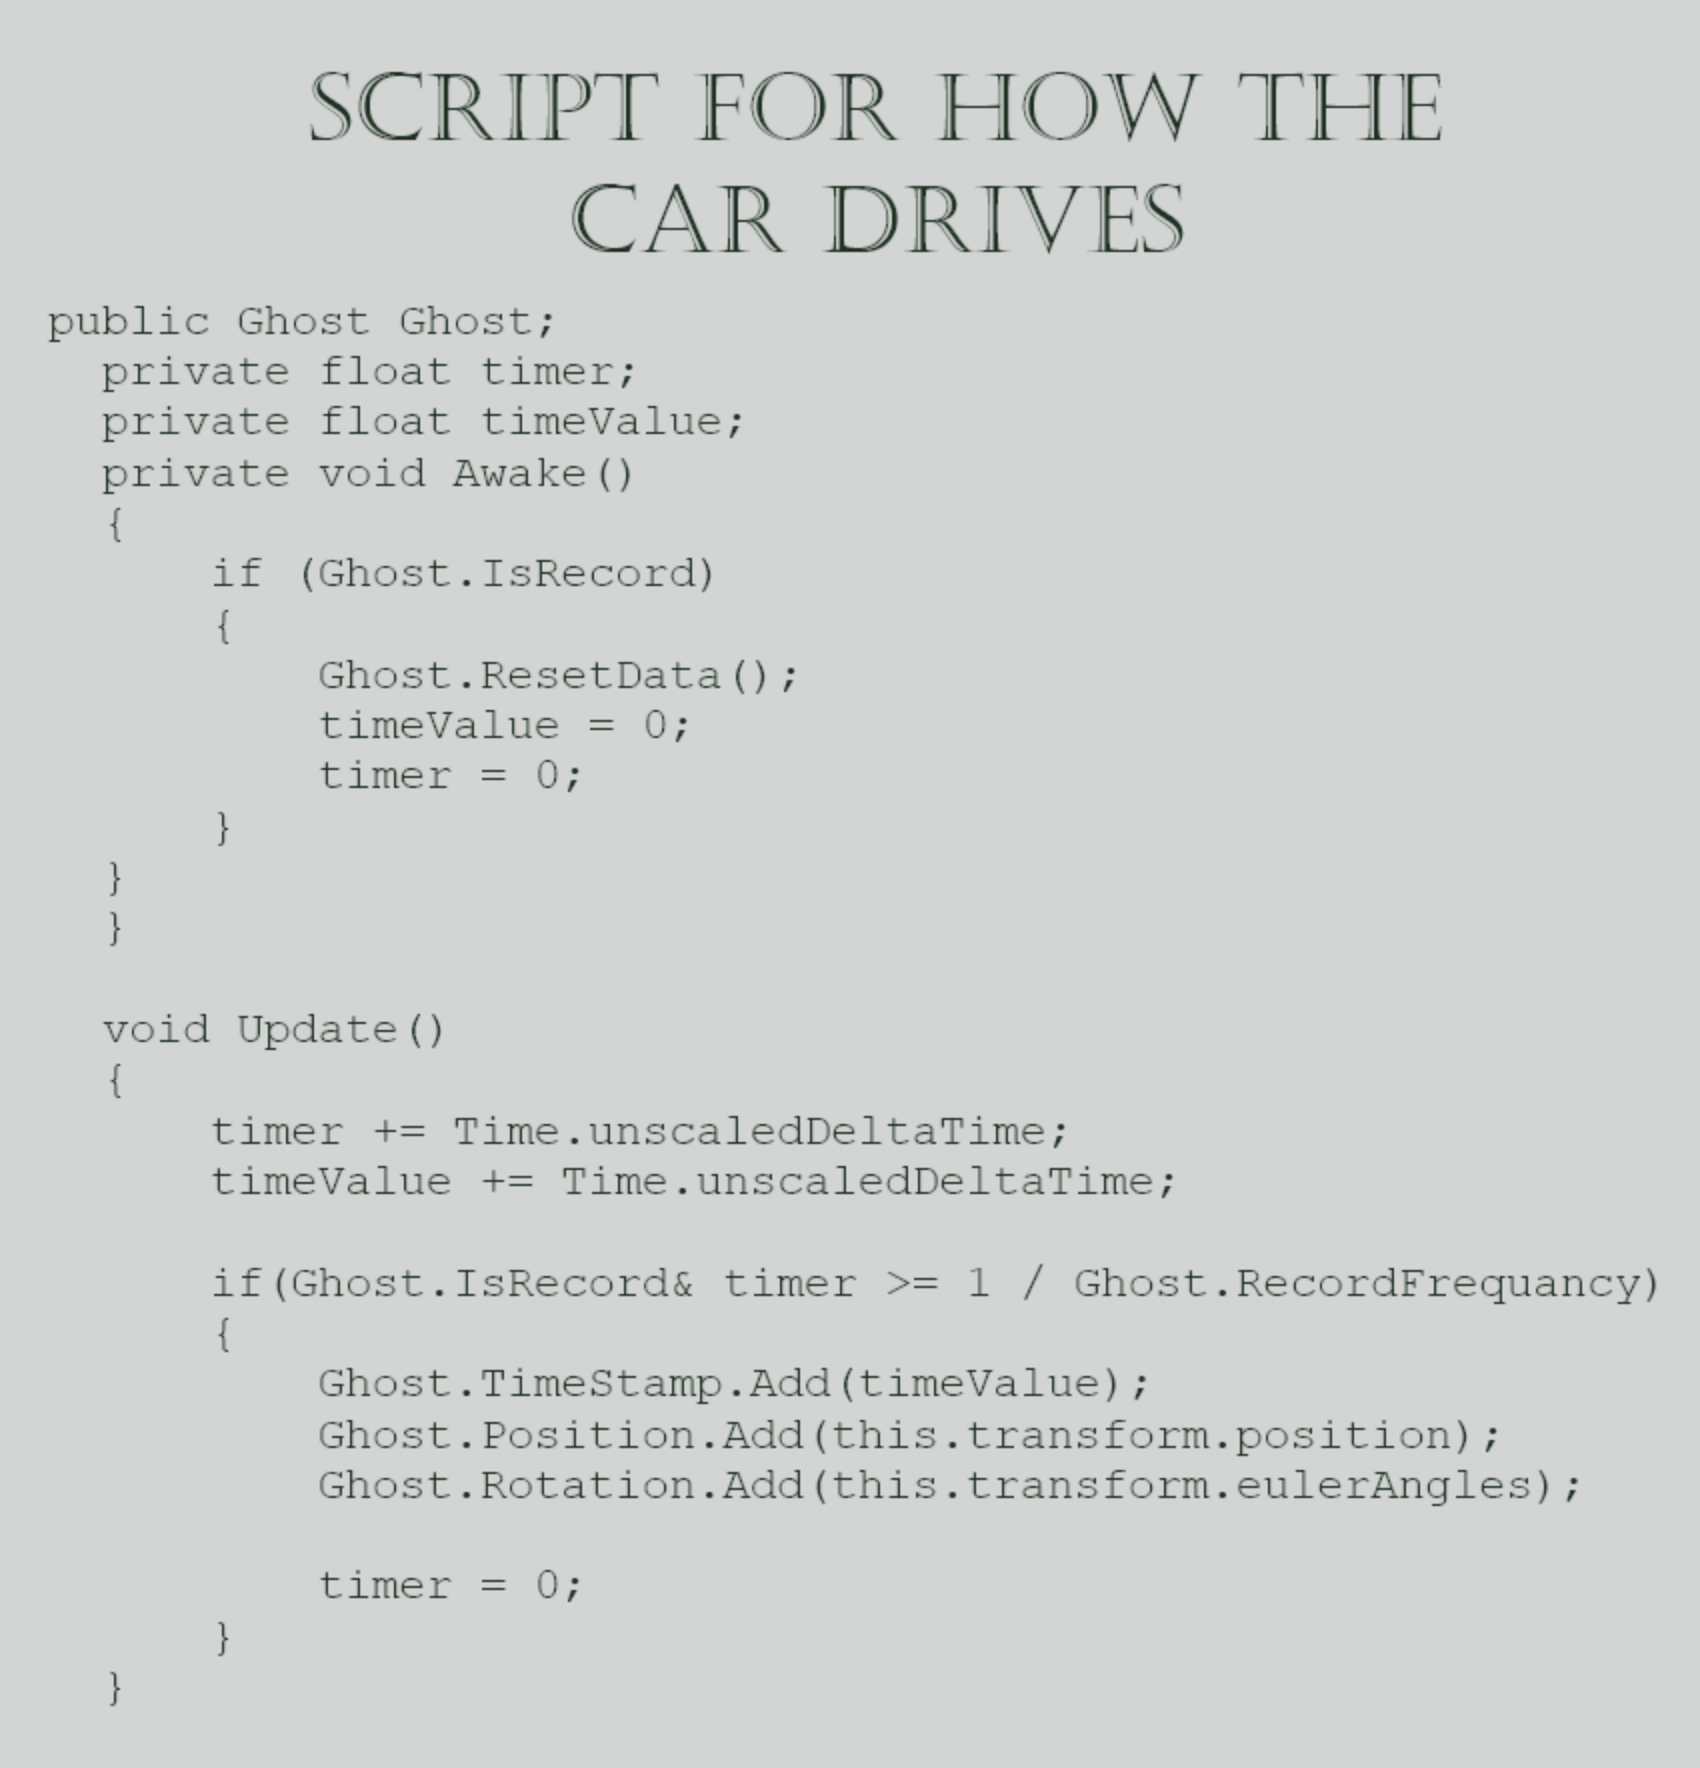 SCRIPT FOR HOW THE
CAR DRIVES
public Ghost Ghost;
private float timer;
private float timeValue;
private void Awake()
{
if (Ghost.IsRecord)
{
Ghost.ResetData();
timeValue = 0;
timer = 0;
}
}
}
void Update()
{
timer += Time.unscaledDeltaTime;
timeValue += Time.unscaledDeltaTime;
if(Ghost.IsRecord& timer >= 1 / Ghost.RecordFrequancy)
{
Ghost.TimeStamp.Add(timeValue);
Ghost.Position.Add(this.transform.position);
Ghost.Rotation.Add(this.transform.eulerAngles);
timer = 0;
}
}